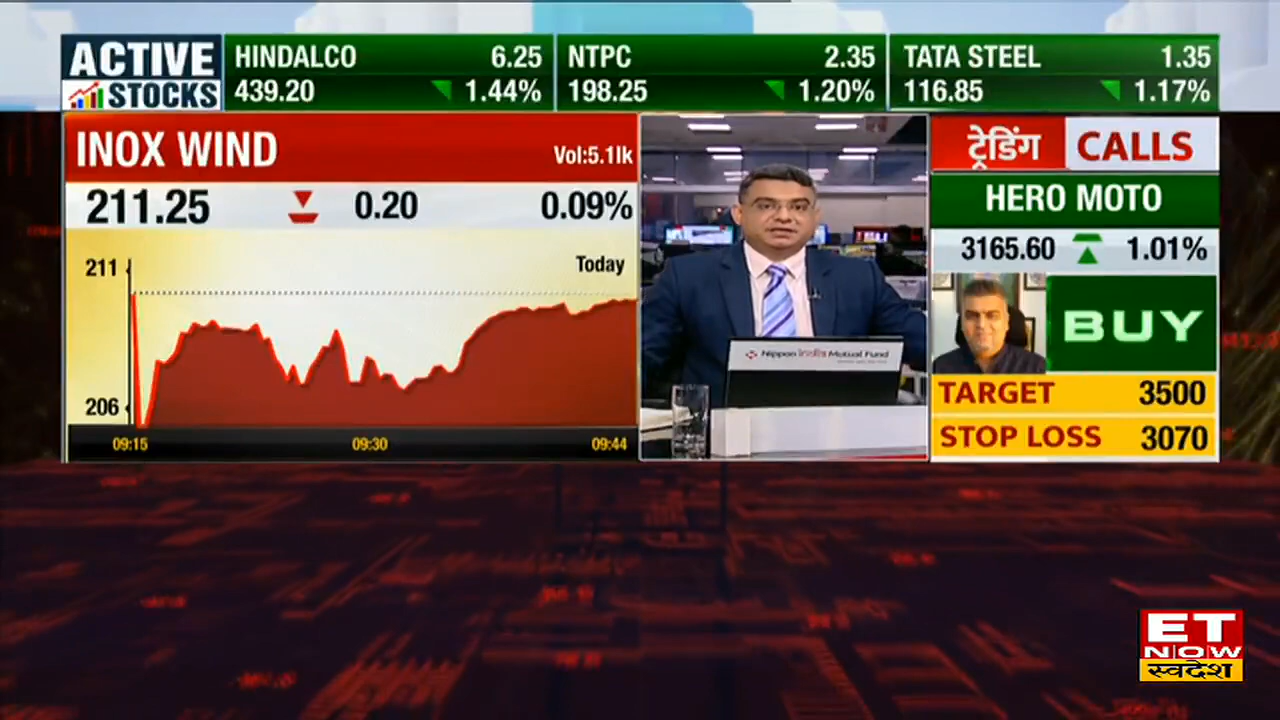 ACTIVE
STOCKS
HINDALCO 6.25
439.20 1.44%
NTPC 2.35
198.25 1.20%
TATA STEEL 1.35
116.85 1.17%
INOX WIND Vol:5.1lk
211.25 0.20 0.09%
211
Today
206
09:15 09:30 09:44
Nippon India Mutual Fund
ट्रेडिंग CALLS
HERO MOTO
3165.60 1.01%
BUY
TARGET 3500
STOP LOSS 3070
ET
NOW
स्वदेश